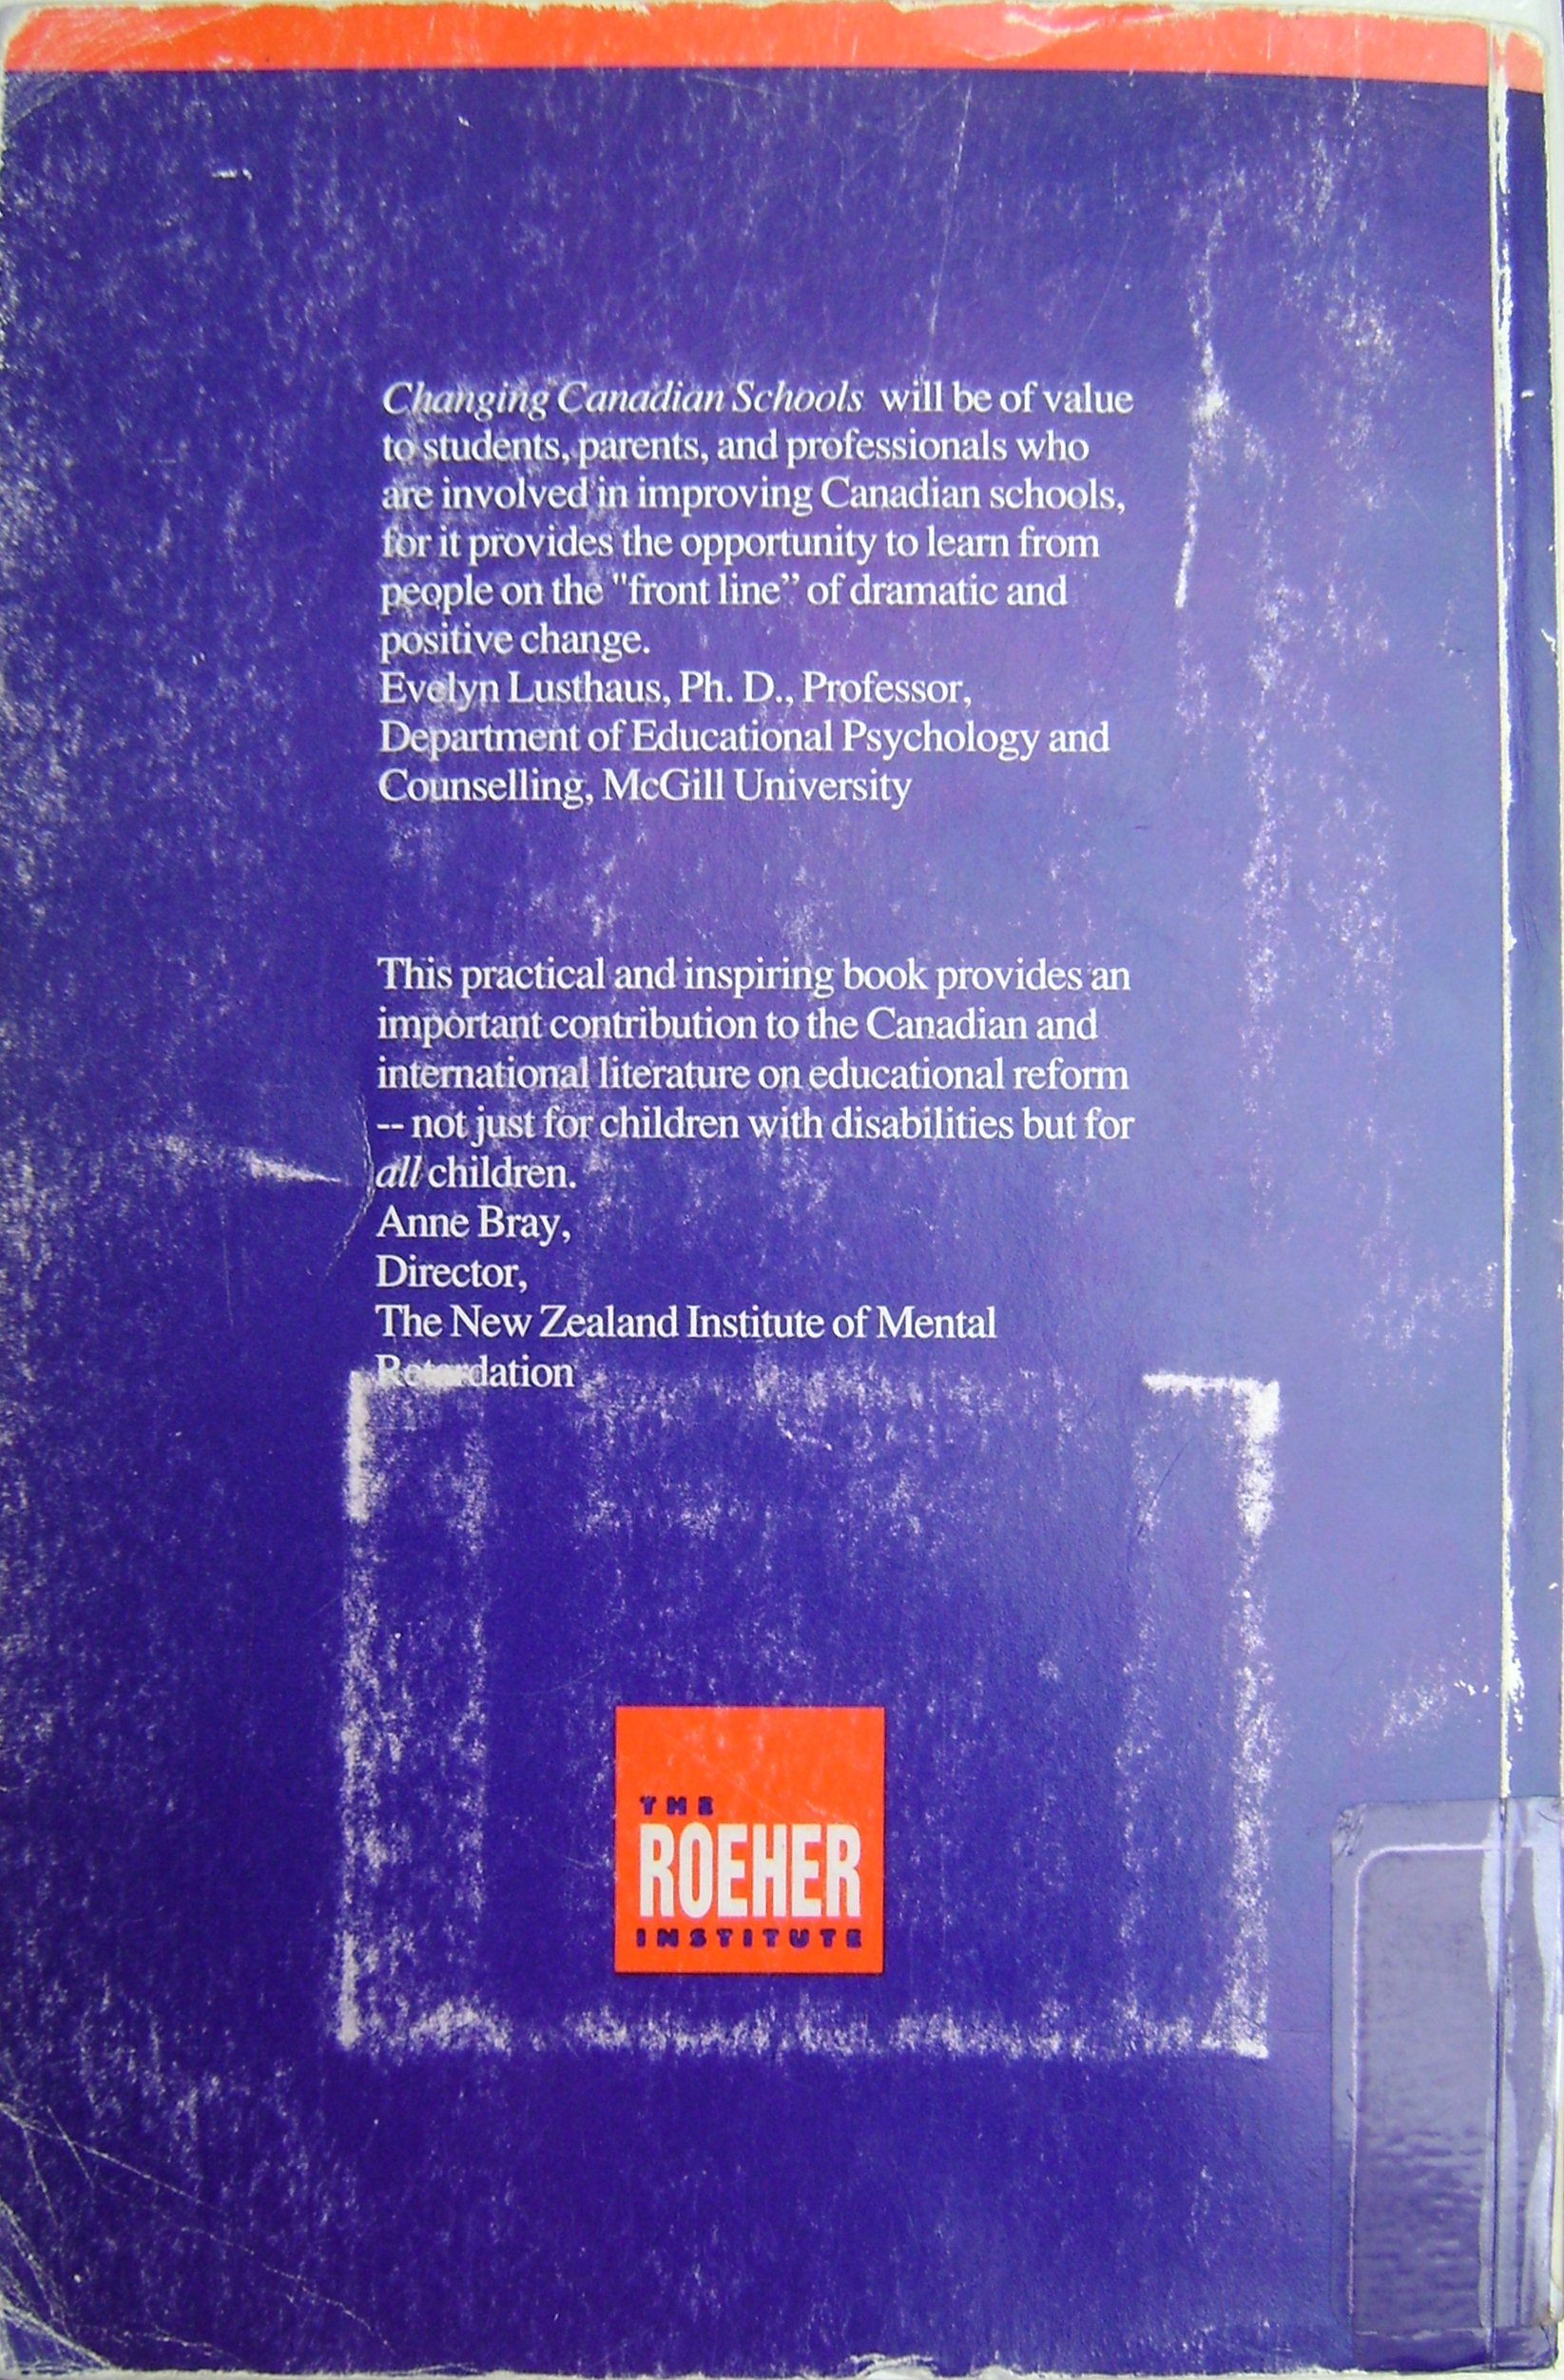 Changing Canadian Schools will be of value
to students, parents, and professionals who
are involved in improving Canadian schools,
for it provides the opportunity to learn from
people on the "front line” of dramatic and
positive change.
Evelyn Lusthaus, Ph. D., Professor,
Department of Educational Psychology and
Counselling, McGill University
This practical and inspiring book provides an
important contribution to the Canadian and
international literature on educational reform
-- not just for children with disabilities but for
all children.
Anne Bray,
Director,
The New Zealand Institute of Mental
Retardation
THE
ROEHER
INSTITUTE